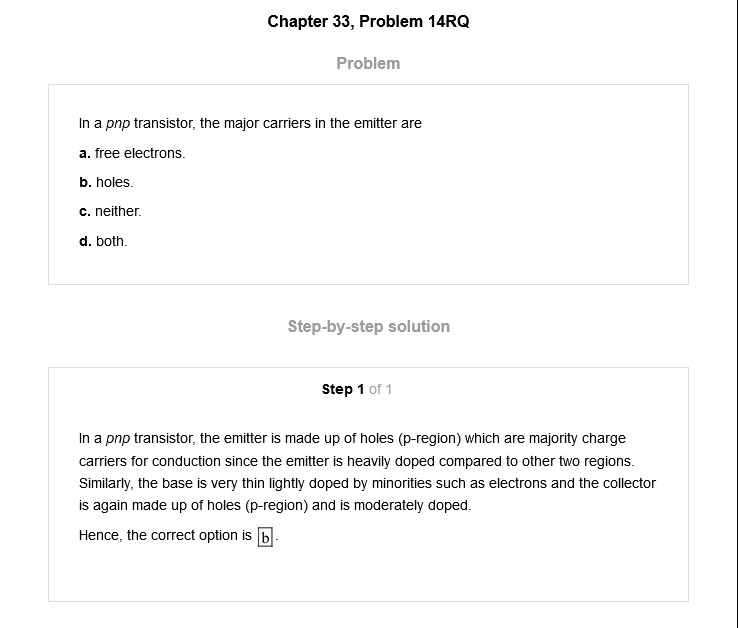 Chapter 33, Problem 14RQ
Problem
In a pnp transistor, the major carriers in the emitter are
a. free electrons.
b. holes.
c. neither.
d. both.
Step-by-step solution
Step 1 of 1
In a pnp transistor, the emitter is made up of holes (p-region) which are majority charge
carriers for conduction since the emitter is heavily doped compared to other two regions.
Similarly, the base is very thin lightly doped by minorities such as electrons and the collector
is again made up of holes (p-region) and is moderately doped.
Hence, the correct option is b.